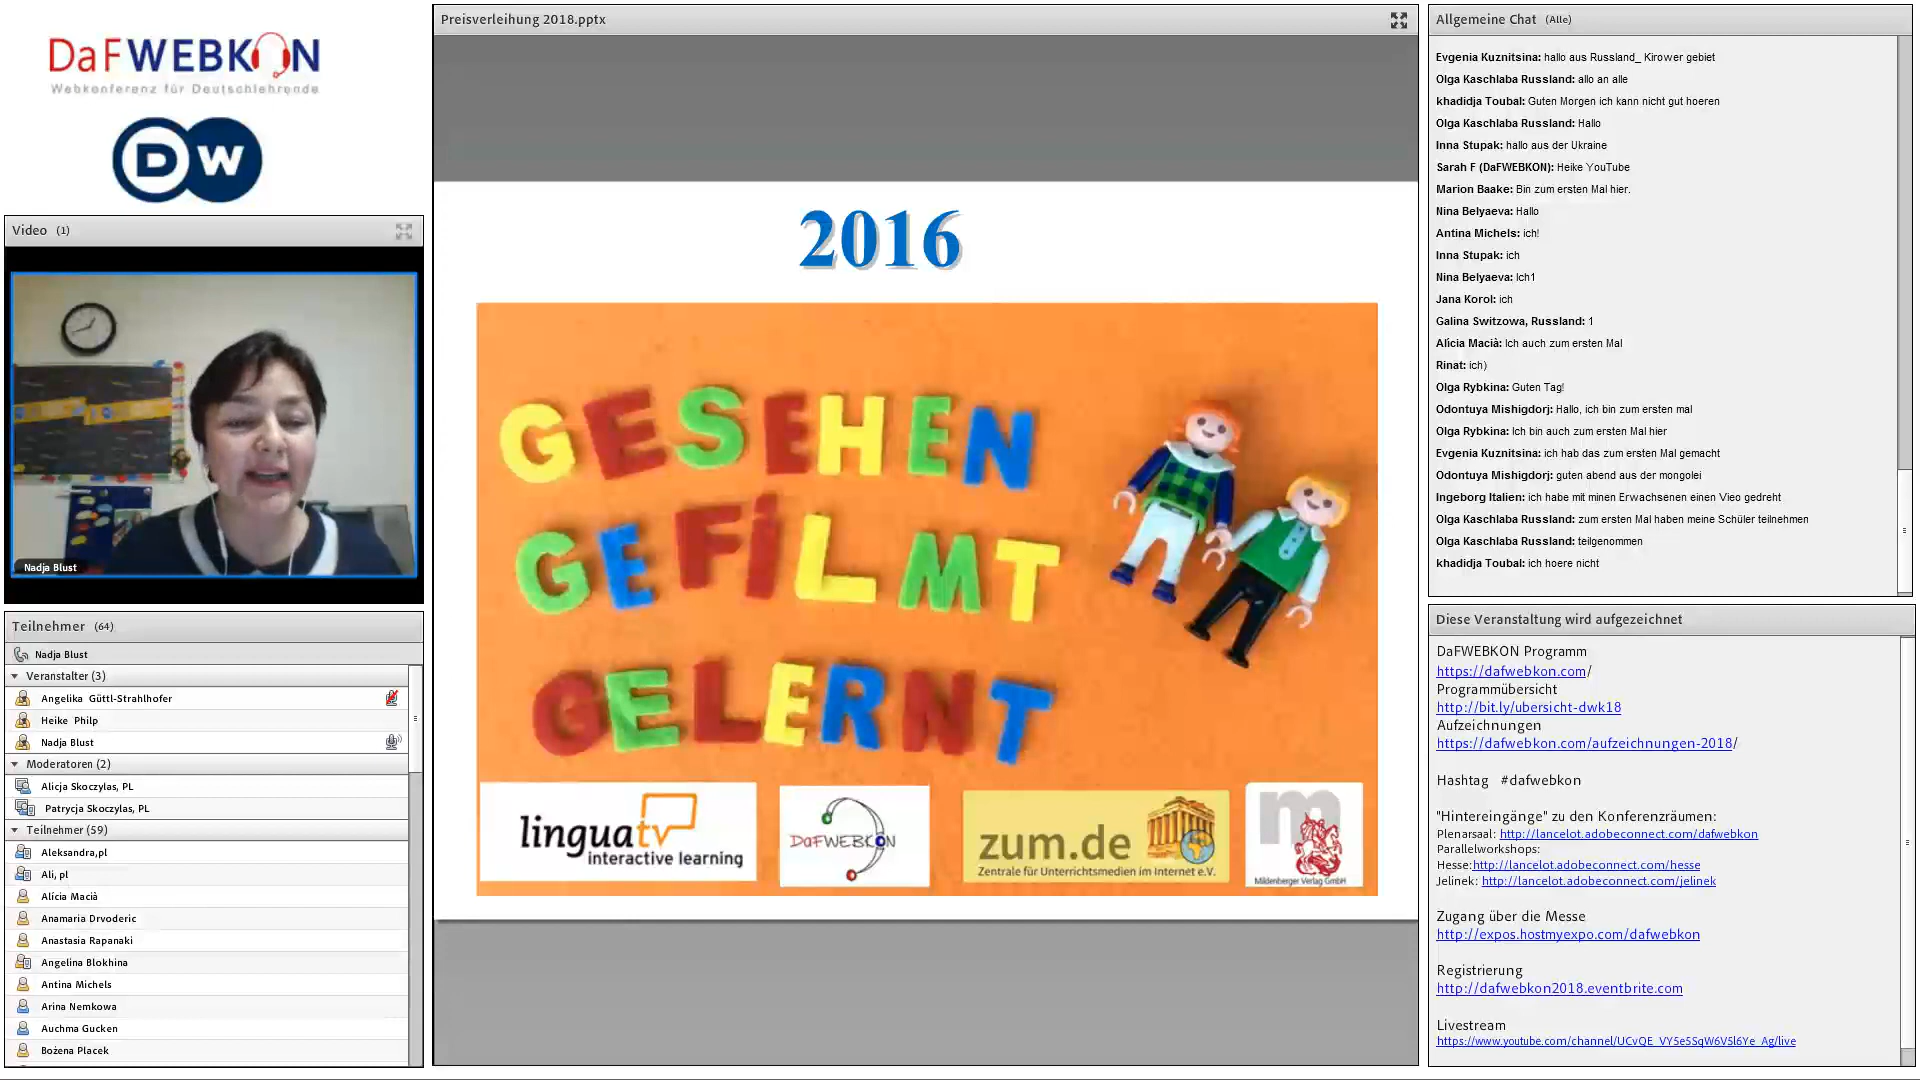 DaFWEBKON
Webkonferenz für Deutschlehrende
DW
Video (1)
Nadja Blust
Teilnehmer (64)
Nadja Blust
Veranstalter (3)
Angelika Güttl-Strahlhofer
Heike Philp
Nadja Blust
Moderatoren (2)
Alicja Skoczylas, PL
Patrycja Skoczylas, PL
Teilnehmer (59)
Aleksandra,pl
Ali, pl
Alícia Macià
Anamaria Drvoderic
Anastasia Rapanaki
Angelina Blokhina
Antina Michels
Arina Nemkowa
Auchma Gucken
Bożena Placek
Preisverleihung 2018.pptx
2016
GESEHEN
GEFiLMT
GELERNT
linguatv
interactive learning
DaFWEBKON
zum.de
Zentrale für Unterrichtsmedien im Internet e.V.
m
Mildenberger Verlag GmbH
Allgemeine Chat (Alle)
Evgenia Kuznitsina: hallo aus Russland_ Kirower gebiet
Olga Kaschlaba Russland: allo an alle
khadidja Toubal: Guten Morgen ich kann nicht gut hoeren
Olga Kaschlaba Russland: Hallo
Inna Stupak: hallo aus der Ukraine
Sarah F (DaFWEBKON): Heike YouTube
Marion Baake: Bin zum ersten Mal hier.
Nina Belyaeva: Hallo
Antina Michels: ich!
Inna Stupak: ich
Nina Belyaeva: Ich1
Jana Korol: ich
Galina Switzowa, Russland: 1
Alícia Macià: Ich auch zum ersten Mal
Rinat: ich)
Olga Rybkina: Guten Tag!
Odontuya Mishigdorj: Hallo, ich bin zum ersten mal
Olga Rybkina: Ich bin auch zum ersten Mal hier
Evgenia Kuznitsina: ich hab das zum ersten Mal gemacht
Odontuya Mishigdorj: guten abend aus der mongolei
Ingeborg Italien: ich habe mit minen Erwachsenen einen Vieo gedreht
Olga Kaschlaba Russland: zum ersten Mal haben meine Schüler teilnehmen
Olga Kaschlaba Russland: teilgenommen
khadidja Toubal: ich hoere nicht
Diese Veranstaltung wird aufgezeichnet
DaFWEBKON Programm
https://dafwebkon.com/
Programmübersicht
http://bit.ly/ubersicht-dwk18
Aufzeichnungen
https://dafwebkon.com/aufzeichnungen-2018/
Hashtag #dafwebkon
"Hintereingänge" zu den Konferenzräumen:
Plenarsaal: http://lancelot.adobeconnect.com/dafwebkon
Parallelworkshops:
Hesse:http://lancelot.adobeconnect.com/hesse
Jelinek: http://lancelot.adobeconnect.com/jelinek
Zugang über die Messe
http://expos.hostmyexpo.com/dafwebkon
Registrierung
http://dafwebkon2018.eventbrite.com
Livestream
https://www.youtube.com/channel/UCvQE_VY5e5SqW6V5l6Ye_Ag/live